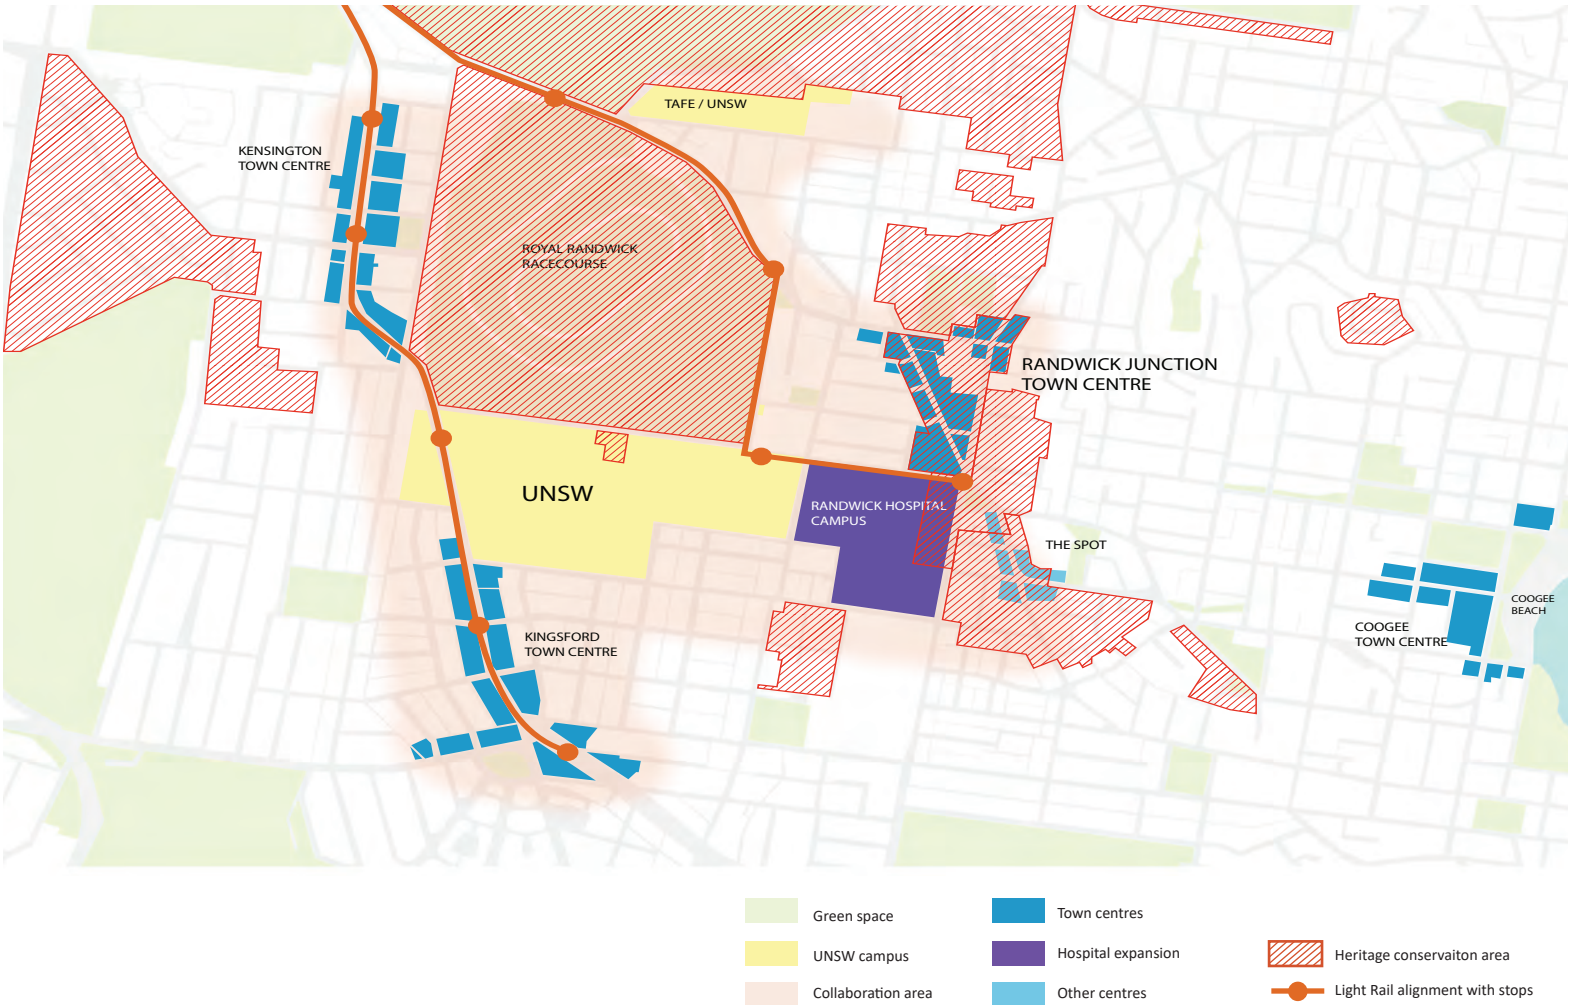 TAFE / UNSW
KENSINGTON
TOWN CENTRE
ROYAL RANDWICK
RACECOURSE
RANDWICK JUNCTION
TOWN CENTRE
UNSW
RANDWICK HOSPITAL
CAMPUS
THE SPOT
COOGEE
BEACH
COOGEE
TOWN CENTRE
KINGSFORD
TOWN CENTRE
Green space
Town centres
UNSW campus
Hospital expansion
Heritage conservaiton area
Collaboration area
Other centres
Light Rail alignment with stops